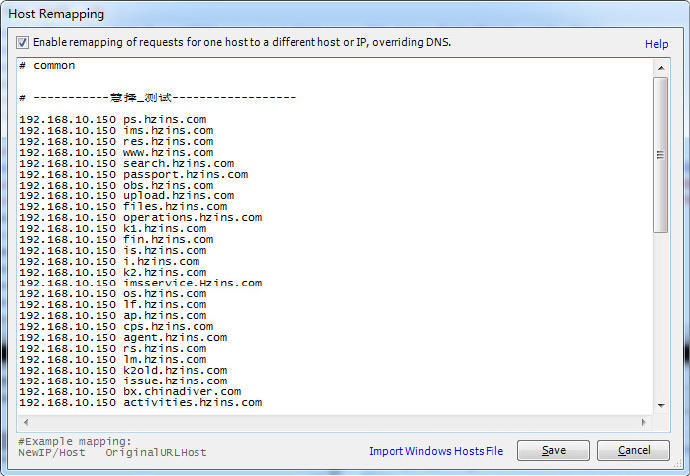 Host Remapping
Enable remapping of requests for one host to a different host or IP, overriding DNS.
Help
# common
# -----------慧择_测试------------------
192.168.10.150 ps.hzins.com
192.168.10.150 ims.hzins.com
192.168.10.150 res.hzins.com
192.168.10.150 www.hzins.com
192.168.10.150 search.hzins.com
192.168.10.150 passport.hzins.com
192.168.10.150 obs.hzins.com
192.168.10.150 upload.hzins.com
192.168.10.150 files.hzins.com
192.168.10.150 operations.hzins.com
192.168.10.150 k1.hzins.com
192.168.10.150 fin.hzins.com
192.168.10.150 is.hzins.com
192.168.10.150 i.hzins.com
192.168.10.150 k2.hzins.com
192.168.10.150 imsservice.Hzins.com
192.168.10.150 os.hzins.com
192.168.10.150 lf.hzins.com
192.168.10.150 ap.hzins.com
192.168.10.150 cps.hzins.com
192.168.10.150 agent.hzins.com
192.168.10.150 rs.hzins.com
192.168.10.150 lm.hzins.com
192.168.10.150 k2old.hzins.com
192.168.10.150 issue.hzins.com
192.168.10.150 bx.chinadiver.com
192.168.10.150 activities.hzins.com
#Example mapping:
NewIP/Host OriginalURLHost
Import Windows Hosts File
Save
Cancel